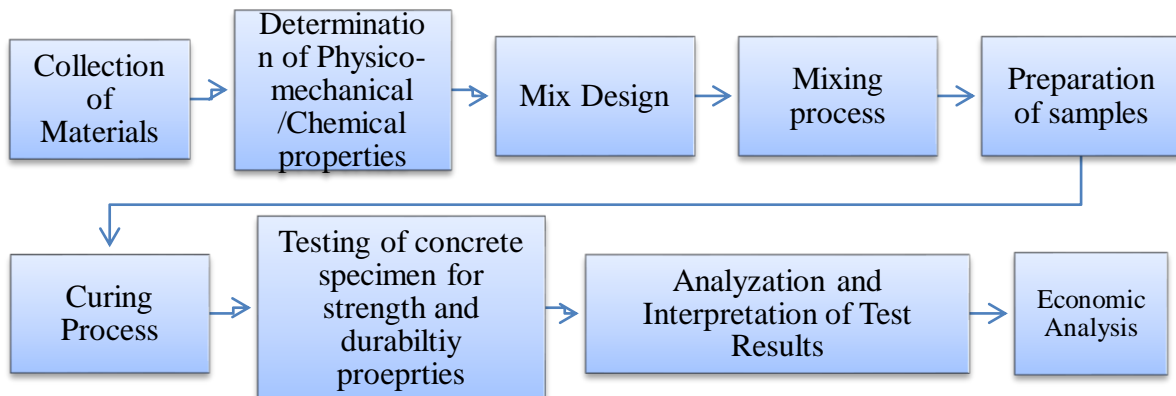 Collection
of
Materials
Determinatio
n of Physico-
mechanical
/Chemical
properties
Mix Design
Mixing
process
Preparation
of samples
Curing
Process
Testing of concrete
specimen for
strength and
durabiltiy
proeprties
Analyzation and
Interpretation of Test
Results
Economic
Analysis